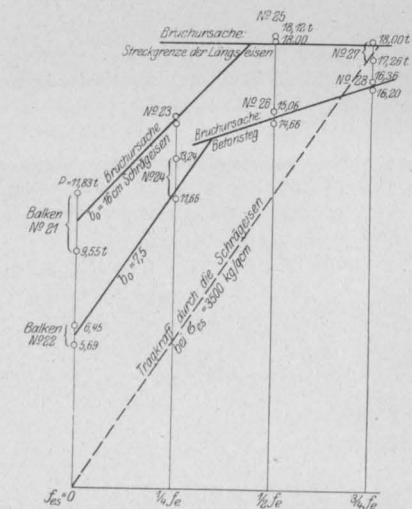 No 25
18,12 t
18,00
Bruchursache:
Streckgrenze der Längseisen
No 27
18,00 t
17,26 t
No 28
16,36
16,20
No 23
No 26
15,06
14,66
Bruchursache
Betonsteg
Bruchursache
b₀ = 16 cm Schrägeisen
13,24
No 24
11,66
P = 11,83 t
Balken
No 21
9,55 t
b₀ = 7,5
Balken
No 22
6,45
5,69
Tragkraft durch die Schrägeisen
bei σes = 3500 kg/qcm
fes = 0
1/4 fe
1/2 fe
3/4 fe